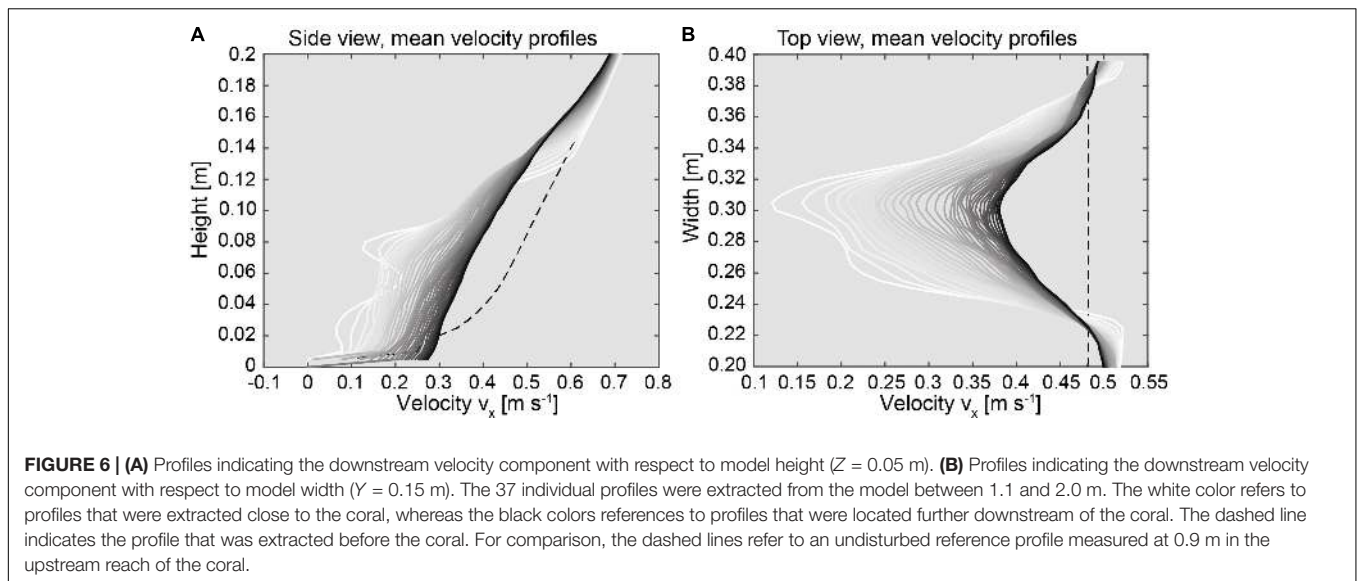 A
Side view, mean velocity profiles
0.2
0.18
0.16
0.14
0.12
0.10
0.08
0.06
0.04
0.02
0
Height [m]
-0.1 0 0.1 0.2 0.3 0.4 0.5 0.6 0.7 0.8
Velocity v_x [m s⁻¹]
B
Top view, mean velocity profiles
0.40
0.38
0.36
0.34
0.32
0.30
0.28
0.26
0.24
0.22
0.20
Width [m]
0.1 0.15 0.2 0.25 0.3 0.35 0.4 0.45 0.5 0.55
Velocity v_x [m s⁻¹]
FIGURE 6 | (A) Profiles indicating the downstream velocity component with respect to model height (Z = 0.05 m). (B) Profiles indicating the downstream velocity
component with respect to model width (Y = 0.15 m). The 37 individual profiles were extracted from the model between 1.1 and 2.0 m. The white color refers to
profiles that were extracted close to the coral, whereas the black colors references to profiles that were located further downstream of the coral. The dashed line
indicates the profile that was extracted before the coral. For comparison, the dashed lines refer to an undisturbed reference profile measured at 0.9 m in the
upstream reach of the coral.